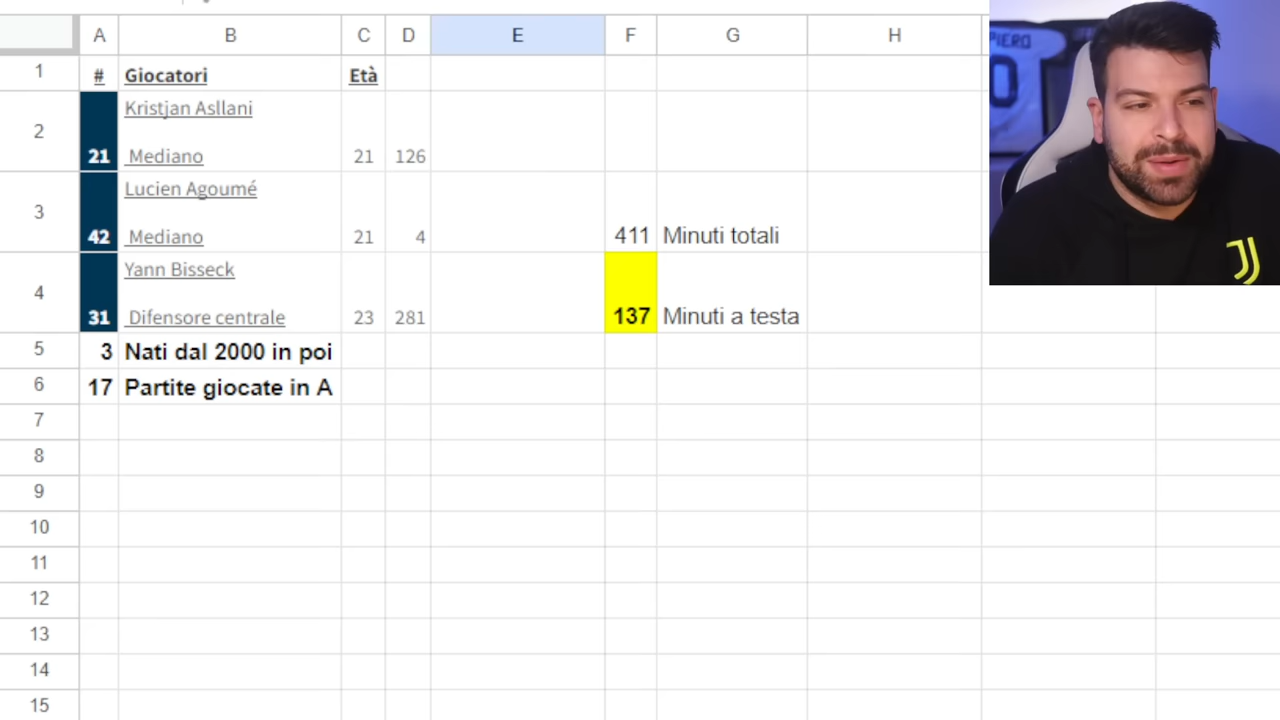 A B C D E F G H
1 # Giocatori Età
Kristjan Asllani
2
21 Mediano 21 126
Lucien Agoumé
3
42 Mediano 21 4 411 Minuti totali
Yann Bisseck
4
31 Difensore centrale 23 281 137 Minuti a testa
5 3 Nati dal 2000 in poi
6 17 Partite giocate in A
7
8
9
10
11
12
13
14
15
PIERO
0